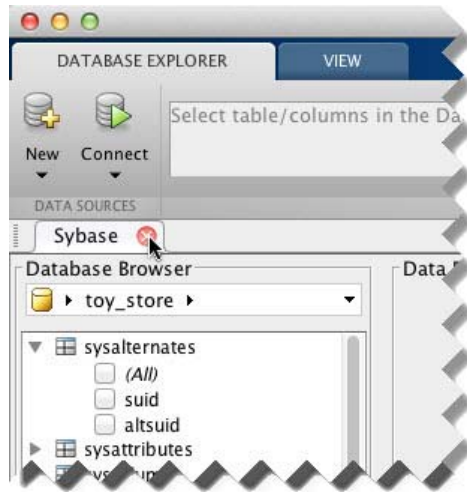 DATABASE EXPLORER
VIEW
New
Connect
Select table/columns in the Da
DATA SOURCES
Sybase
Database Browser
Data
toy_store
sysalternates
(All)
suid
altsuid
sysattributes